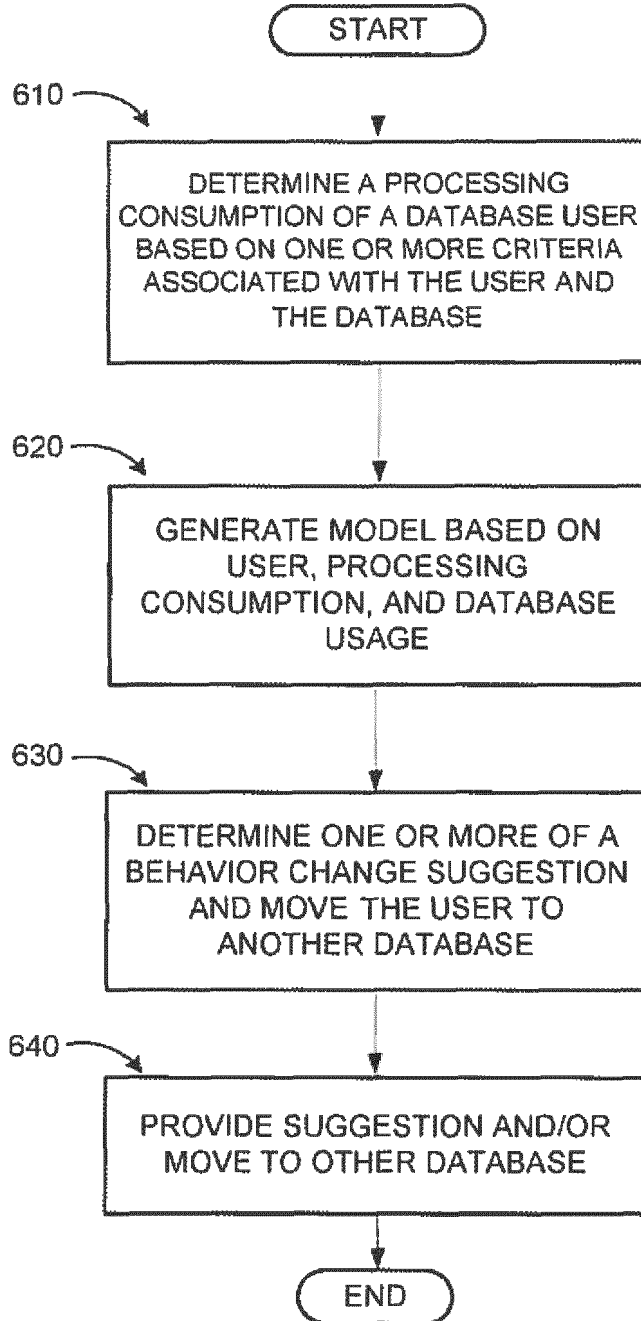 START
610
DETERMINE A PROCESSING
CONSUMPTION OF A DATABASE USER
BASED ON ONE OR MORE CRITERIA
ASSOCIATED WITH THE USER AND
THE DATABASE
620
GENERATE MODEL BASED ON
USER, PROCESSING
CONSUMPTION, AND DATABASE
USAGE
630
DETERMINE ONE OR MORE OF A
BEHAVIOR CHANGE SUGGESTION
AND MOVE THE USER TO
ANOTHER DATABASE
640
PROVIDE SUGGESTION AND/OR
MOVE TO OTHER DATABASE
END